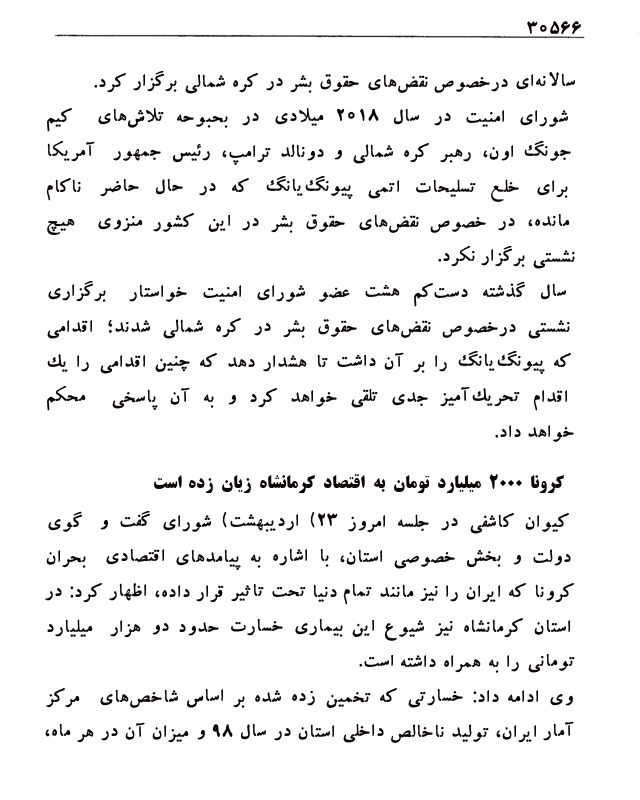 ۳۰۵۶۶
سالانه‌ای درخصوص نقض‌های حقوق بشر در کره شمالی برگزار کرد.
شورای امنیت در سال ۲۰۱۸ میلادی در بحبوحه تلاش‌های کیم
جونگ اون، رهبر کره شمالی و دونالد ترامپ، رئیس جمهور آمریکا
برای خلع تسلیحات اتمی پیونگ‌یانگ که در حال حاضر ناکام
مانده، در خصوص نقض‌های حقوق بشر در این کشور منزوی هیچ
نشستی برگزار نکرد.
سال گذشته دست‌کم هشت عضو شورای امنیت خواستار برگزاری
نشستی درخصوص نقض‌های حقوق بشر در کره شمالی شدند؛ اقدامی
که پیونگ‌یانگ را بر آن داشت تا هشدار دهد که چنین اقدامی را یك
اقدام تحریك‌آمیز جدی تلقی خواهد کرد و به آن پاسخی محکم
خواهد داد.
کرونا ۲۰۰۰ میلیارد تومان به اقتصاد کرمانشاه زیان زده است
کیوان کاشفی در جلسه امروز ۲۳) اردیبهشت) شورای گفت و گوی
دولت و بخش خصوصی استان، با اشاره به پیامدهای اقتصادی بحران
کرونا که ایران را نیز مانند تمام دنیا تحت تاثیر قرار داده، اظهار کرد: در
استان کرمانشاه نیز شیوع این بیماری خسارت حدود دو هزار میلیارد
تومانی را به همراه داشته است.
وی ادامه داد: خسارتی که تخمین زده شده بر اساس شاخص‌های مرکز
آمار ایران، تولید ناخالص داخلی استان در سال ۹۸ و میزان آن در هر ماه،